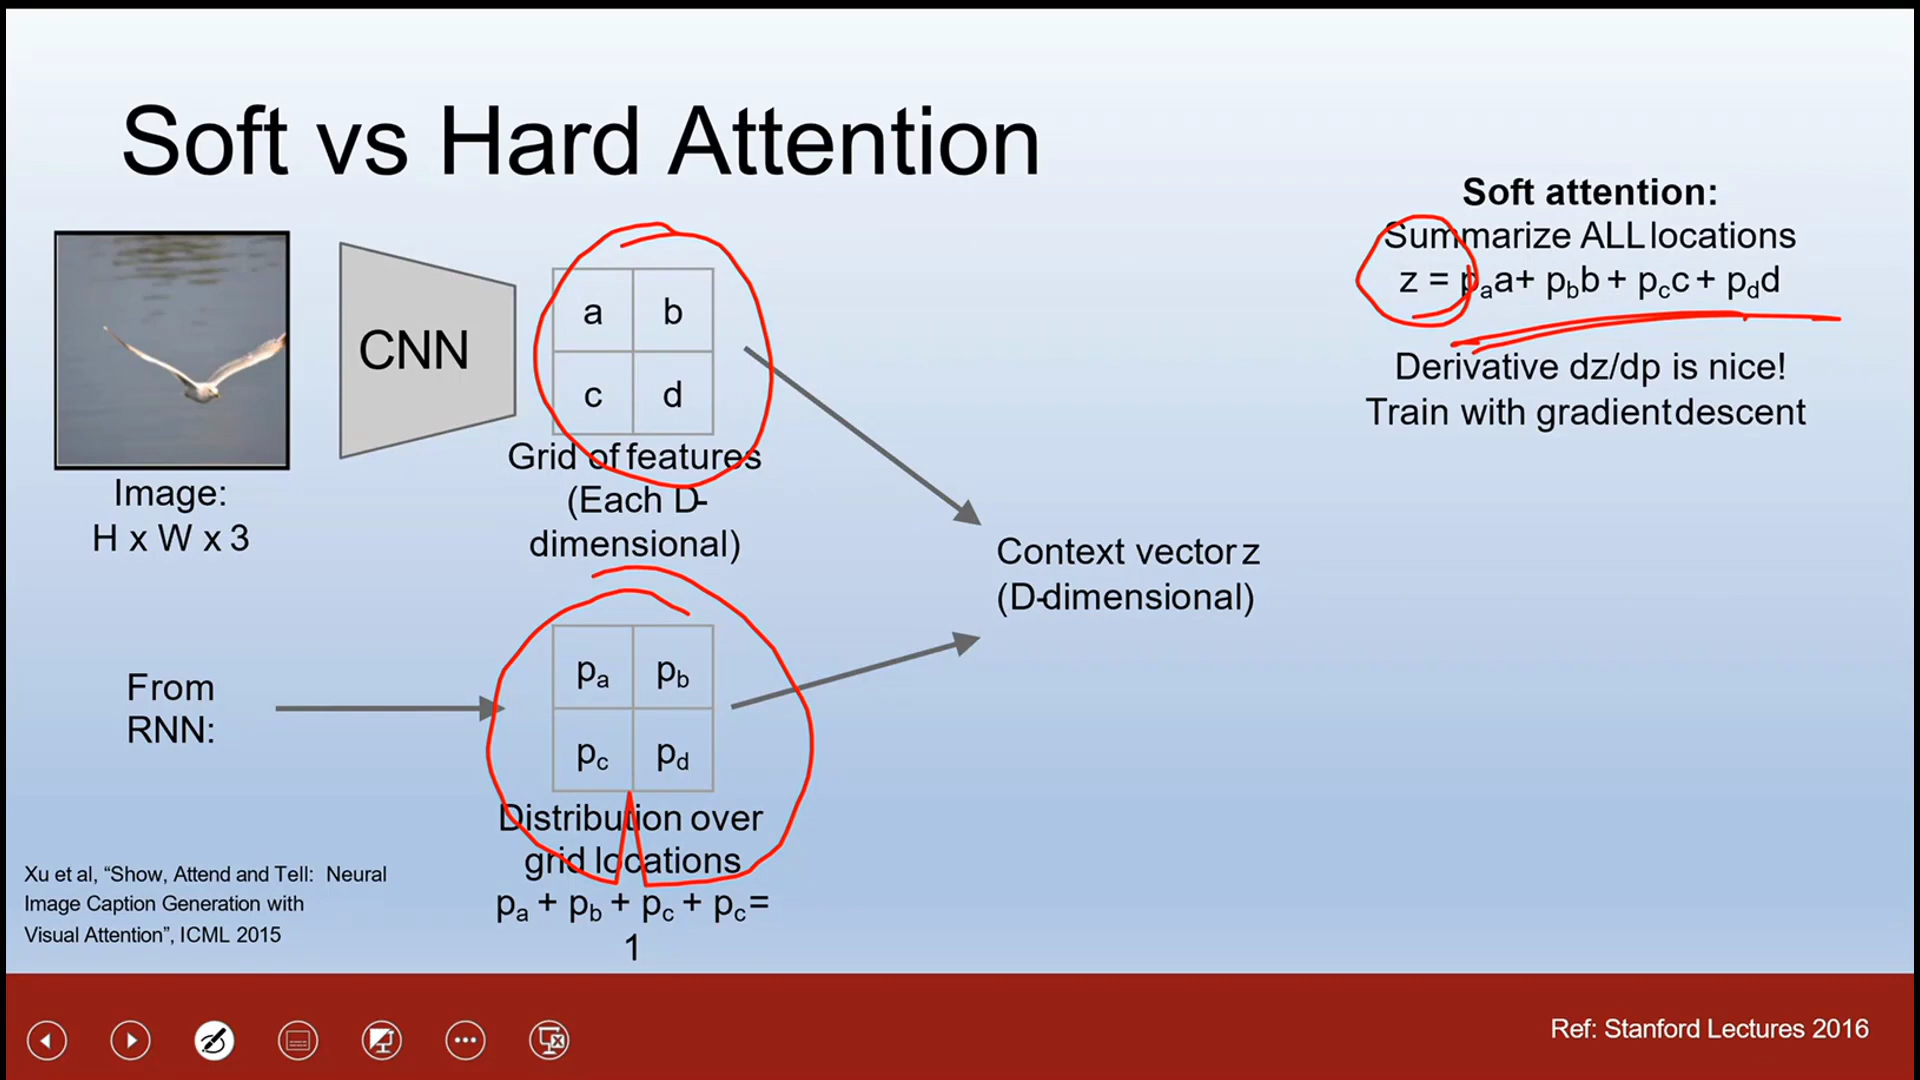 Soft vs Hard Attention
Soft attention:
Summarize ALL locations
z = pₐa+ p_bb + p_cc + p_dd
Derivative dz/dp is nice!
Train with gradient descent
CNN
a b
c d
Image:
H x W x 3
Grid of features
(Each D-
dimensional)
Context vector z
(D-dimensional)
From
RNN:
pₐ p_b
p_c p_d
Distribution over
grid locations
pₐ + p_b + p_c + p_c =
1
Xu et al, “Show, Attend and Tell: Neural
Image Caption Generation with
Visual Attention”, ICML 2015
Ref: Stanford Lectures 2016